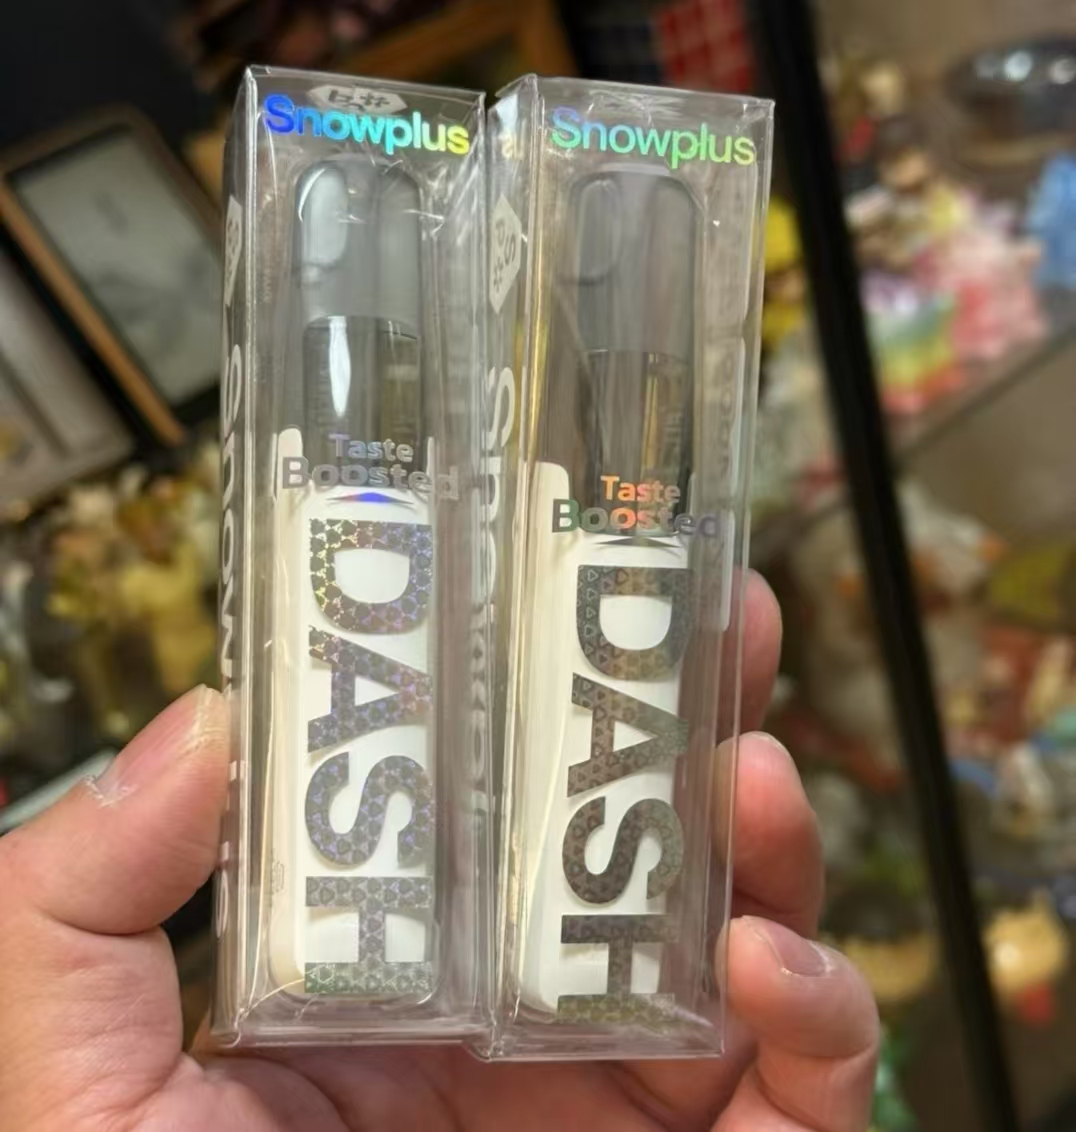 Snowplus
Taste
Boosted
DASH
Snowplus
Taste
Boosted
DASH